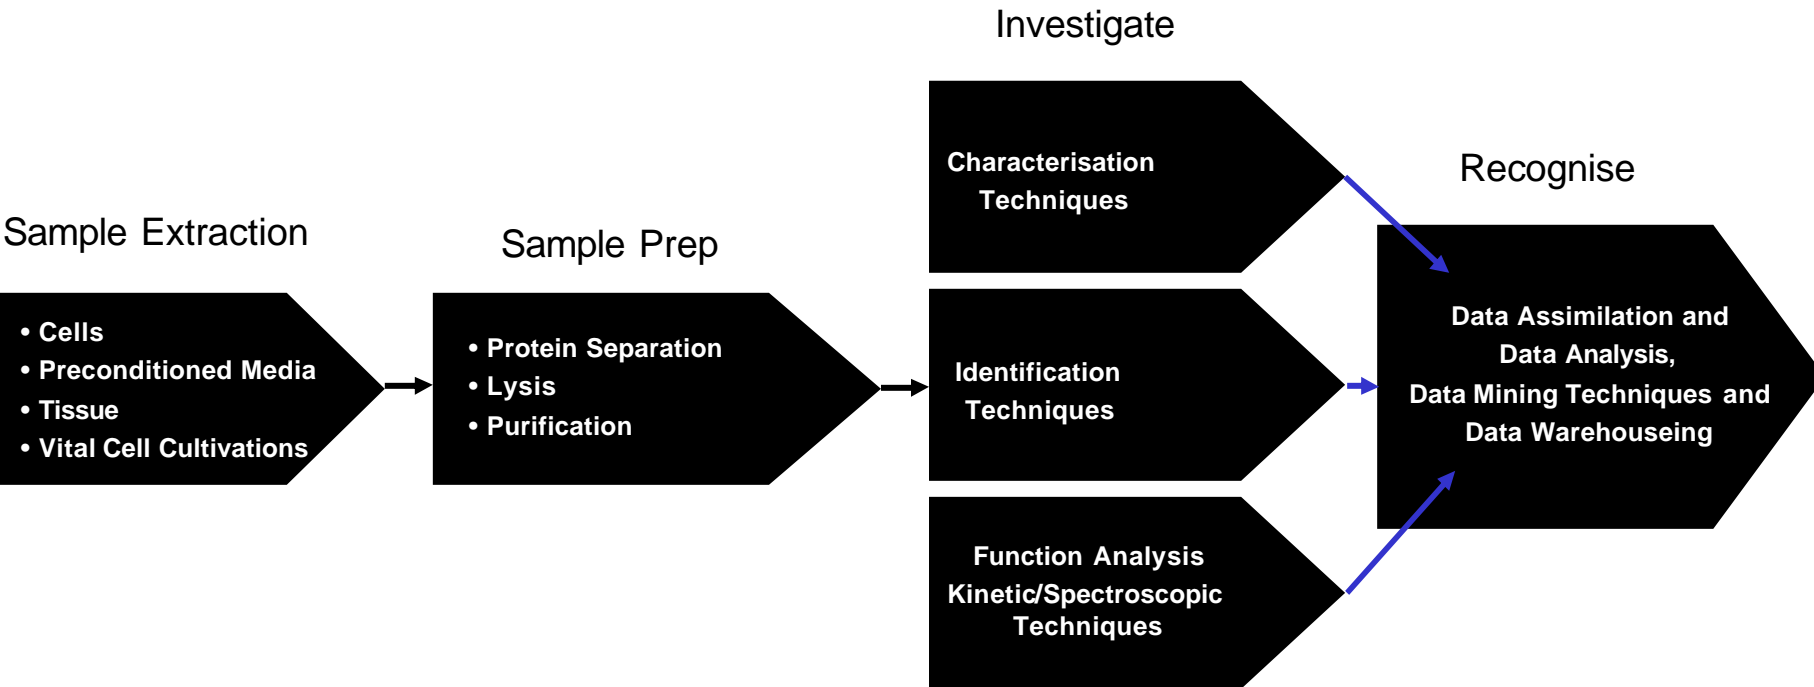 Sample Extraction
• Cells
• Preconditioned Media
• Tissue
• Vital Cell Cultivations
Sample Prep
• Protein Separation
• Lysis
• Purification
Investigate
Characterisation
Techniques
Identification
Techniques
Function Analysis
Kinetic/Spectroscopic
Techniques
Recognise
Data Assimilation and
Data Analysis,
Data Mining Techniques and
Data Warehouseing